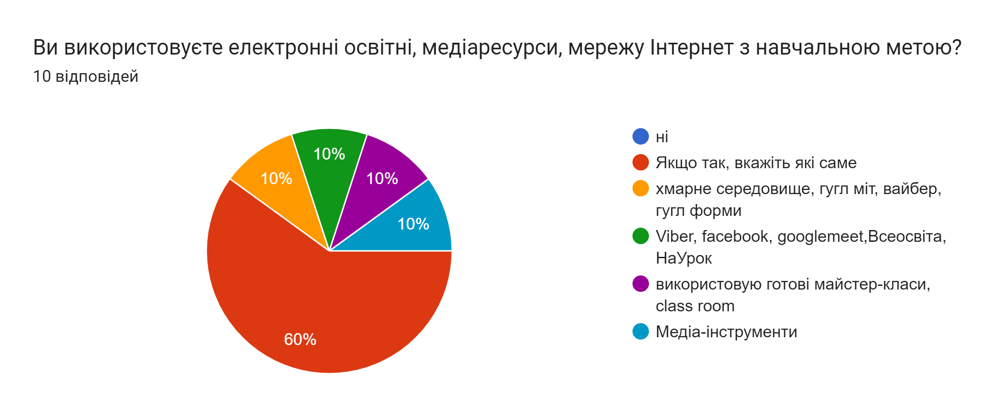 Ви використовуєте електронні освітні, медіаресурси, мережу Інтернет з навчальною метою?
10 відповідей
10%
10%
10%
10%
60%
ні
Якщо так, вкажіть які саме
хмарне середовище, гугл міт, вайбер,
гугл форми
Viber, facebook, googlemeet,Всеосвіта,
НаУрок
використовую готові майстер-класи,
class room
Медіа-інструменти